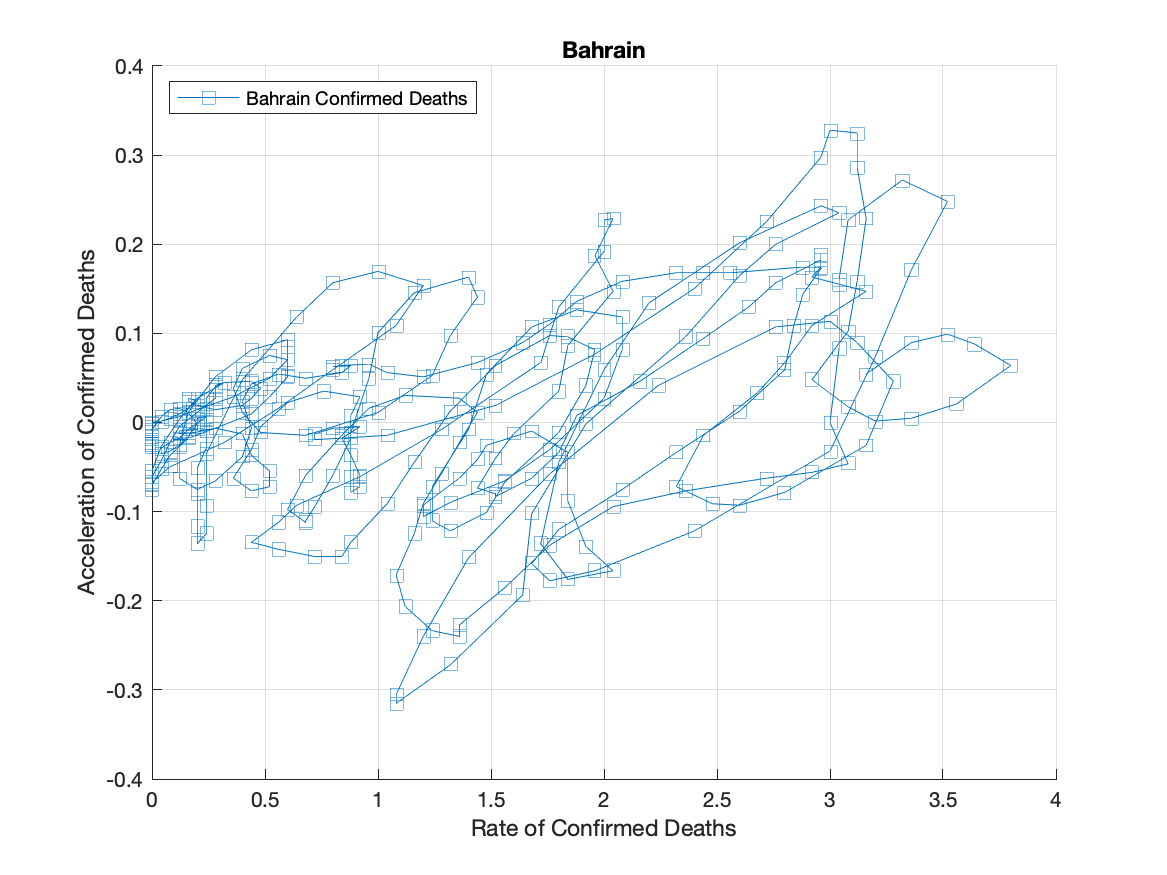 Bahrain
0.4
Bahrain Confirmed Deaths
0.3
0.2
0.1
0
-0.1
-0.2
-0.3
-0.4
Acceleration of Confirmed Deaths
0 0.5 1 1.5 2 2.5 3 3.5 4
Rate of Confirmed Deaths